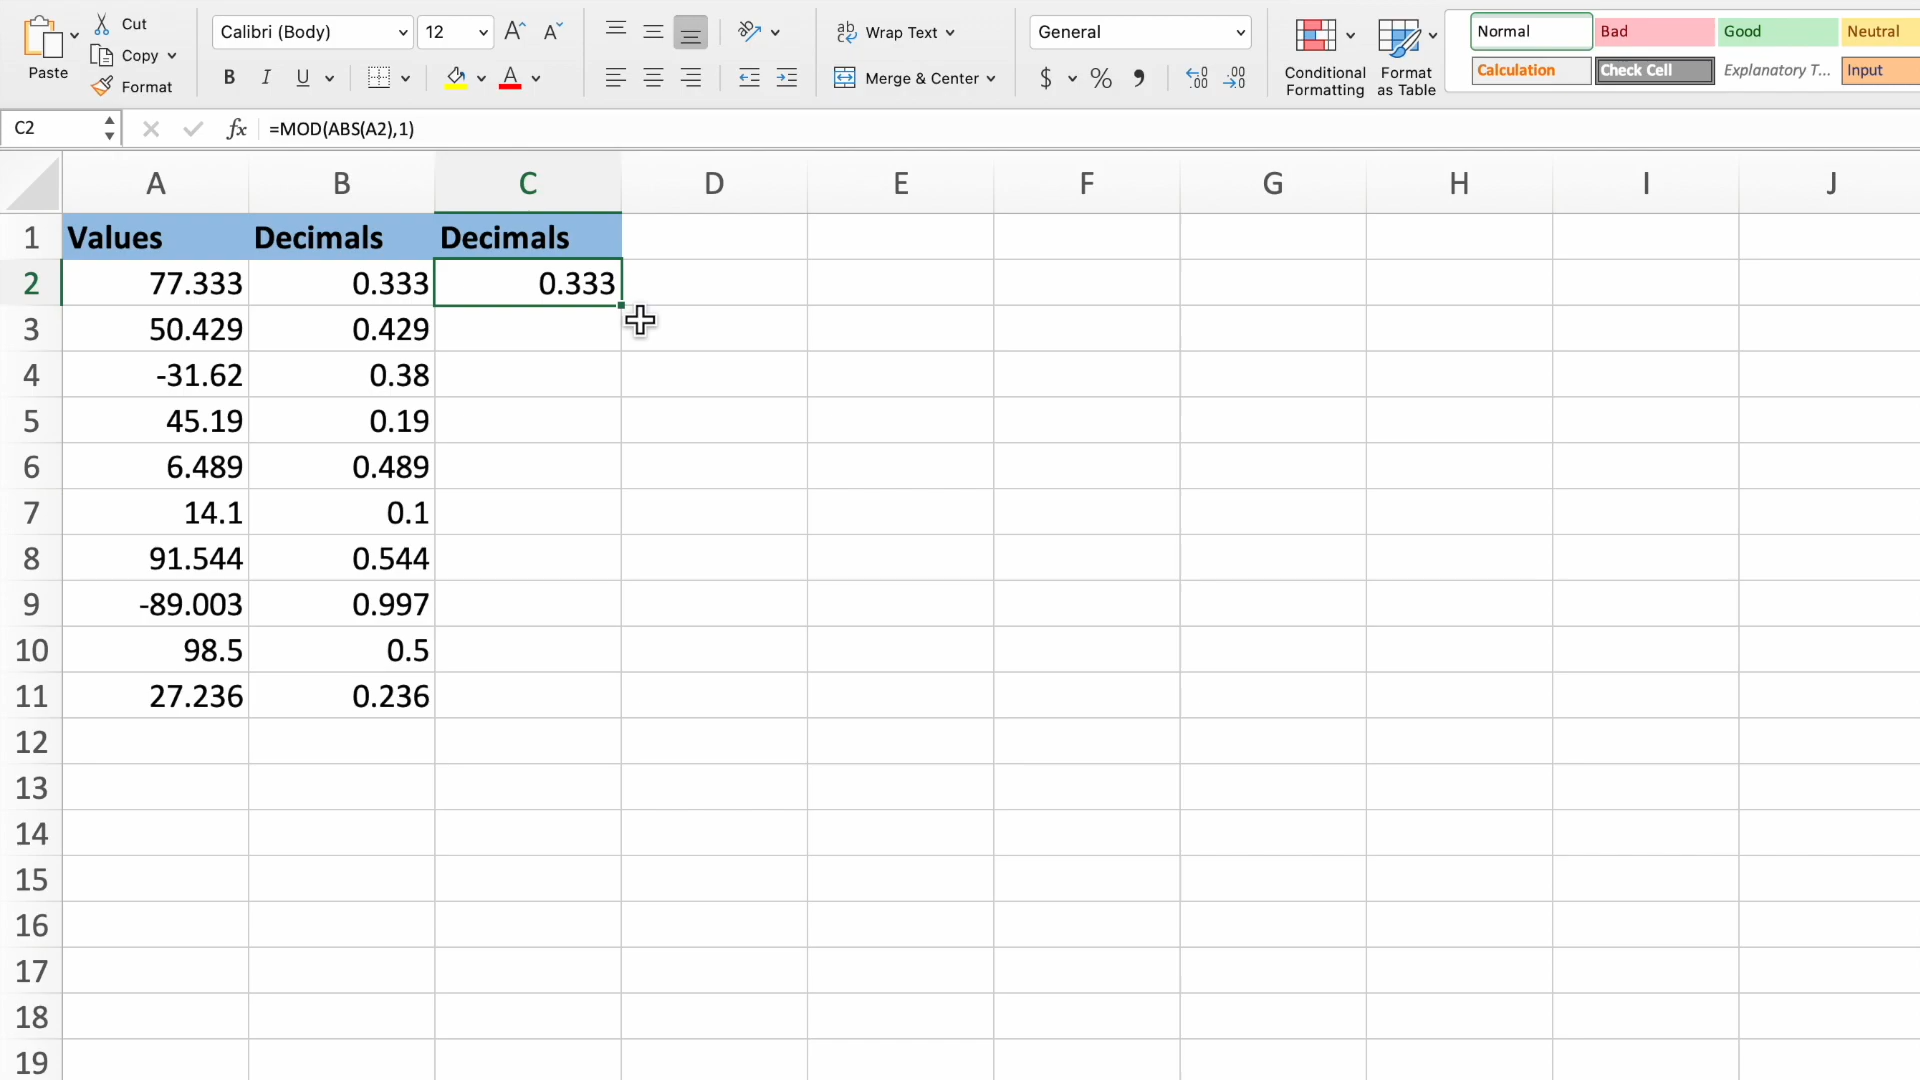 Paste
Cut
Copy
Format
Calibri (Body)
12
A A
B I U A
ab Wrap Text
Merge & Center
General
$ % 9
.00 .00
Conditional Formatting
Format as Table
Normal Bad Good Neutral
Calculation Check Cell Explanatory T... Input
C2 fx =MOD(ABS(A2),1)
A B C D E F G H I J
1 Values Decimals Decimals
2 77.333 0.333 0.333
3 50.429 0.429
4 -31.62 0.38
5 45.19 0.19
6 6.489 0.489
7 14.1 0.1
8 91.544 0.544
9 -89.003 0.997
10 98.5 0.5
11 27.236 0.236
12
13
14
15
16
17
18
19